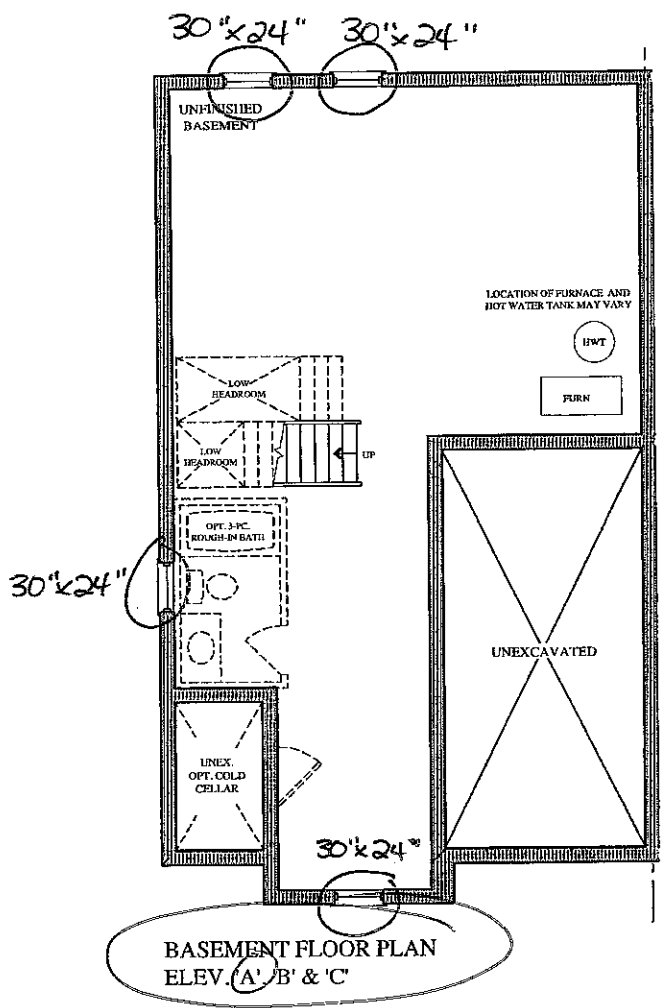 30"x24" 30"x24"
UNFINISHED
BASEMENT
LOCATION OF FURNACE AND
HOT WATER TANK MAY VARY
HWT
FURN
LOW
HEADROOM
LOW
HEADROOM
UP
OPT. 3-PC.
ROUGH-IN BATH
30"x24"
UNEXCAVATED
UNEX.
OPT. COLD
CELLAR
30"x24"
BASEMENT FLOOR PLAN
ELEV. 'A', 'B' & 'C'